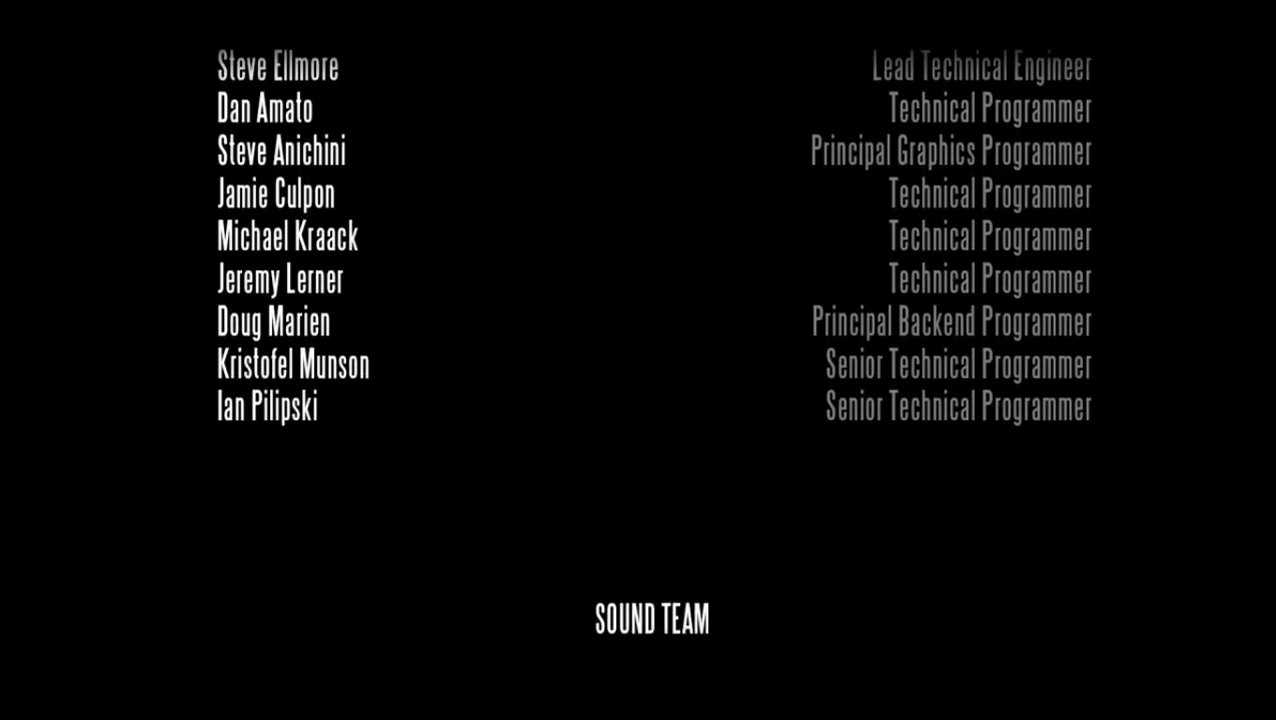 Steve Ellmore Lead Technical Engineer
Dan Amato Technical Programmer
Steve Anichini Principal Graphics Programmer
Jamie Culpon Technical Programmer
Michael Kraack Technical Programmer
Jeremy Lerner Technical Programmer
Doug Marien Principal Backend Programmer
Kristofel Munson Senior Technical Programmer
Ian Pilipski Senior Technical Programmer
SOUND TEAM